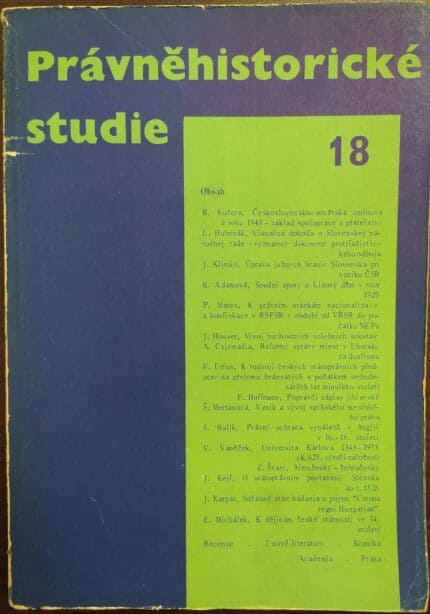 Právněhistorické
studie
18
Obsah
B. Kučera, Československo-sovětská smlouva
z roku 1943 - základ spolupráce a přátelství
L. Hubenák, Vianočná dohoda o Slovenskej ná-
rodnej rade - významný dokument protifašistic-
kého odboja
J. Klimko, Úprava južných hraníc Slovenska pri
vzniku ČSR
K. Adamová, Soudní spory o Lidový dům v roce
1920
P. Mates, K právním otázkám nacionalizace
a konfiskace v RSFSR v období od VŘSR do po-
čátku NEPu
J. Houser, Vývoj buržoazních volebních soustav
A. Csizmadia, Reformy správy miest v Uhorsku
za dualismu
V. Urfus, K rozvoji českých státoprávních před-
stav na přelomu šedesátých a počátkem sedmde-
sátých let minulého století
F. Hoffmann, Popravčí zápisy jihlavské
Š. Mertanová, Vznik a vývoj spišského mestské-
ho práva
S. Balík, Právní ochrana vynálezů v Anglii
v 16.-18. století
V. Vaněček, Universita Karlova 1348-1973
(K 625. výročí založení)
Z. Švarc, Almuženky - žebračenky
J. Kejř, O státoprávním postavení Slezska
do r. 1526
J. Karpat, Súčasný stav bádania o pojme "Corona
regni Hungariae"
E. Michálek, K dějinám české státnosti ve 14.
století
Recenze . Z nové literatury . Kronika
Academia . Praha